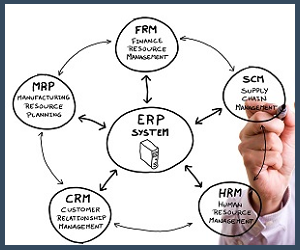 FRM
FINANCE
RESOURCE
MANAGEMENT
SCM
SUPPLY
CHAIN
MANAGEMENT
MRP
MANUFACTURING
RESOURCE
PLANNING
ERP
SYSTEM
CRM
CUSTOMER
RELATIONSHIP
MANAGEMENT
HRM
HUMAN
RESOURCE
MANAGEMENT